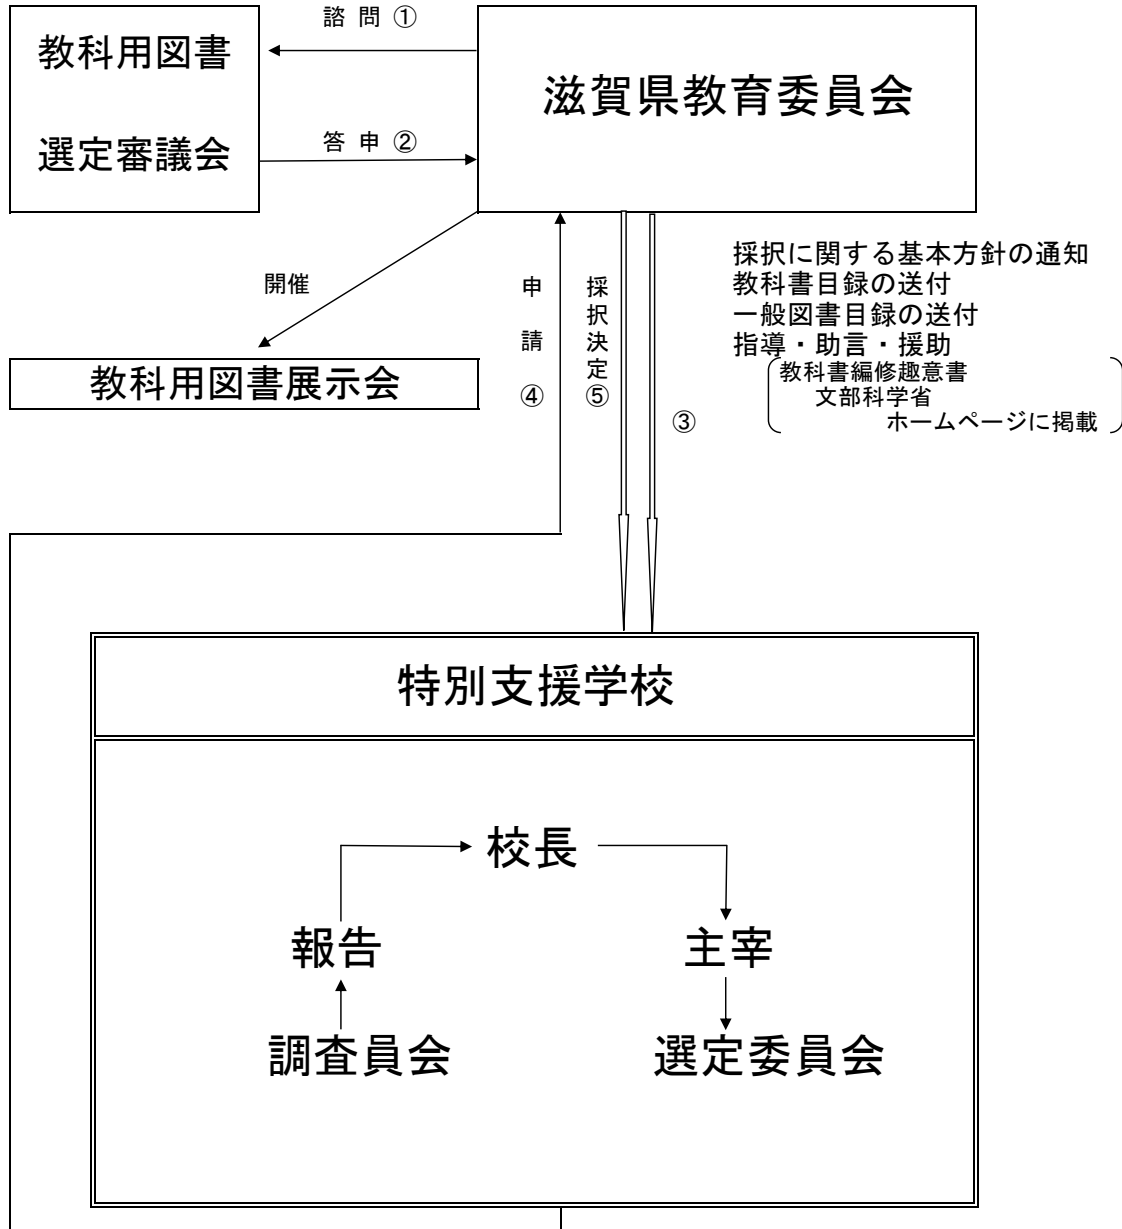 諮問①
教科用図書
選定審議会
滋賀県教育委員会
答申②
開催
教科用図書展示会
申請④
採択決定⑤
③
採択に関する基本方針の通知
教科書目録の送付
一般図書目録の送付
指導・助言・援助
教科書編修趣意書
文部科学省
ホームページに掲載
特別支援学校
校長
報告
主宰
調査員会
選定委員会